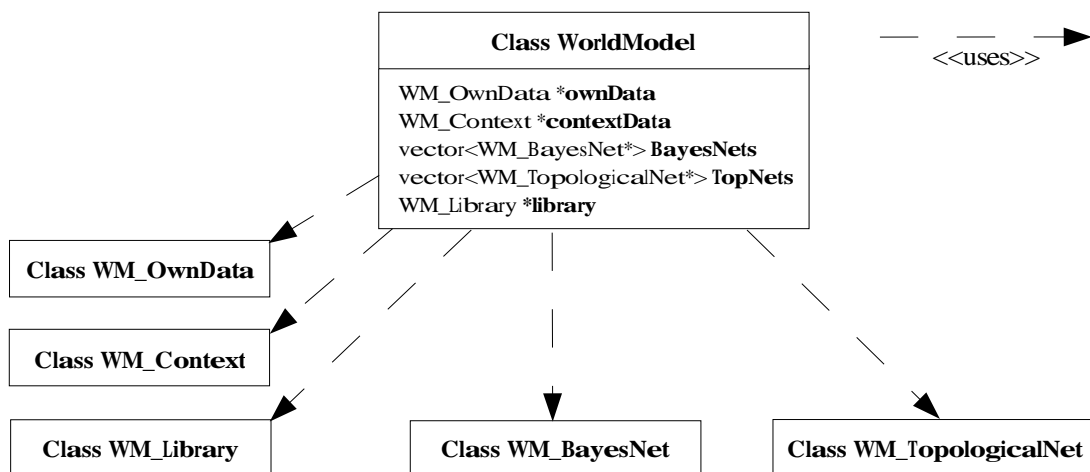 Class WorldModel
<<uses>>
WM_OwnData *ownData
WM_Context *contextData
vector<WM_BayesNet*> BayesNets
vector<WM_TopologicalNet*> TopNets
WM_Library *library
Class WM_OwnData
Class WM_Context
Class WM_Library
Class WM_BayesNet
Class WM_TopologicalNet